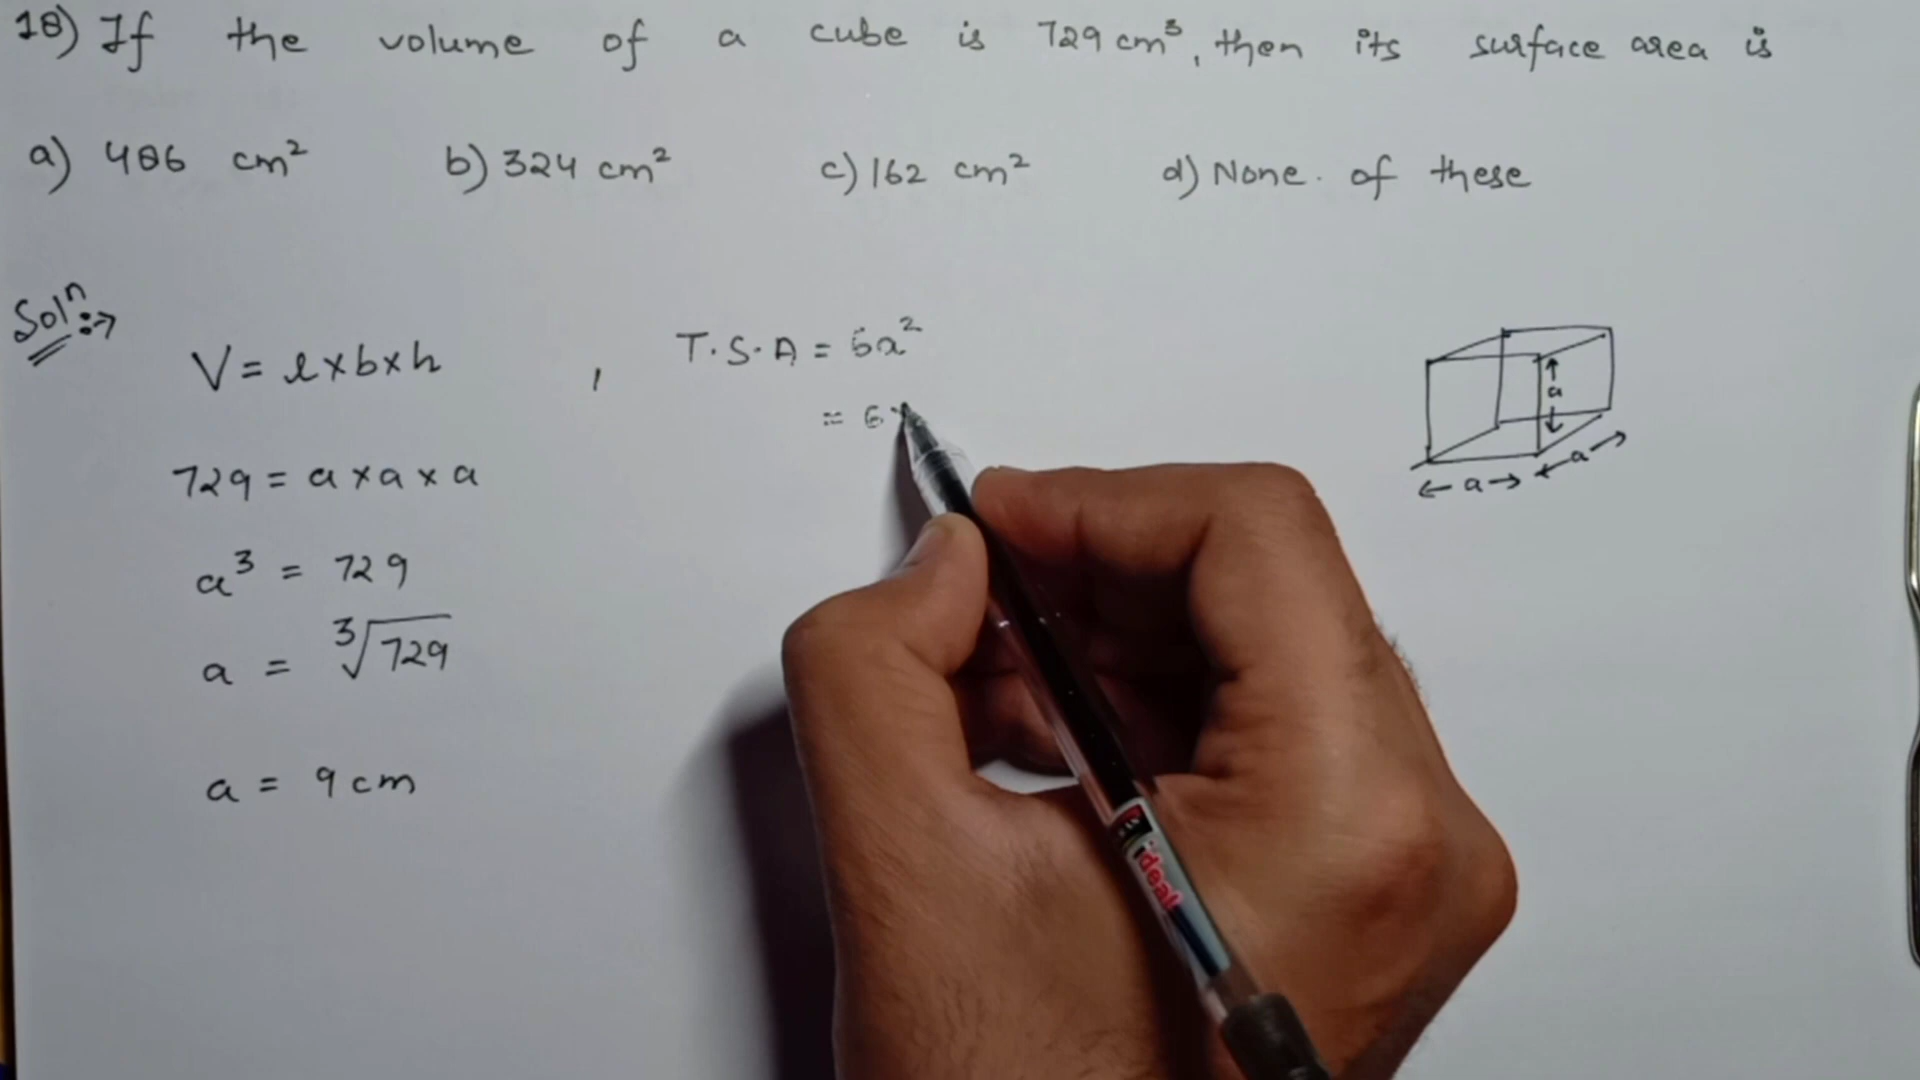 18) If the volume of a cube is 729 cm³, then its surface area is
a) 486 cm² b) 324 cm² c) 162 cm² d) None of these
Solⁿ:→
V = l×b×h , T.S.A = 6a²
= 6×
729 = a × a × a
a³ = 729
a = ∛729
a = 9 cm
a
← a → ← a →
ideal